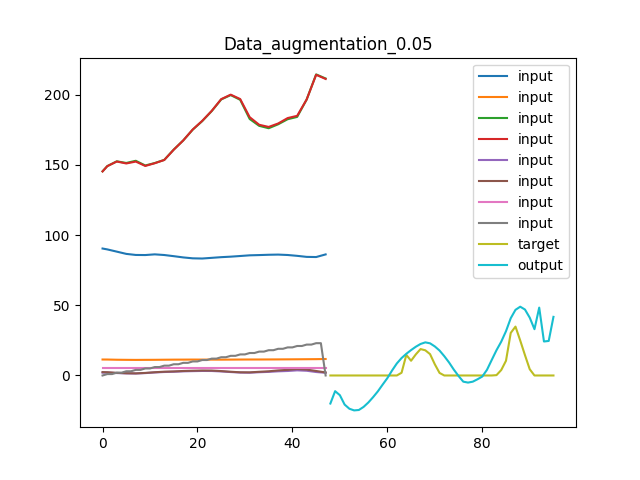 Data_augmentation_0.05
200
150
100
50
0
0
20
40
60
80
input
input
input
input
input
input
input
input
target
output